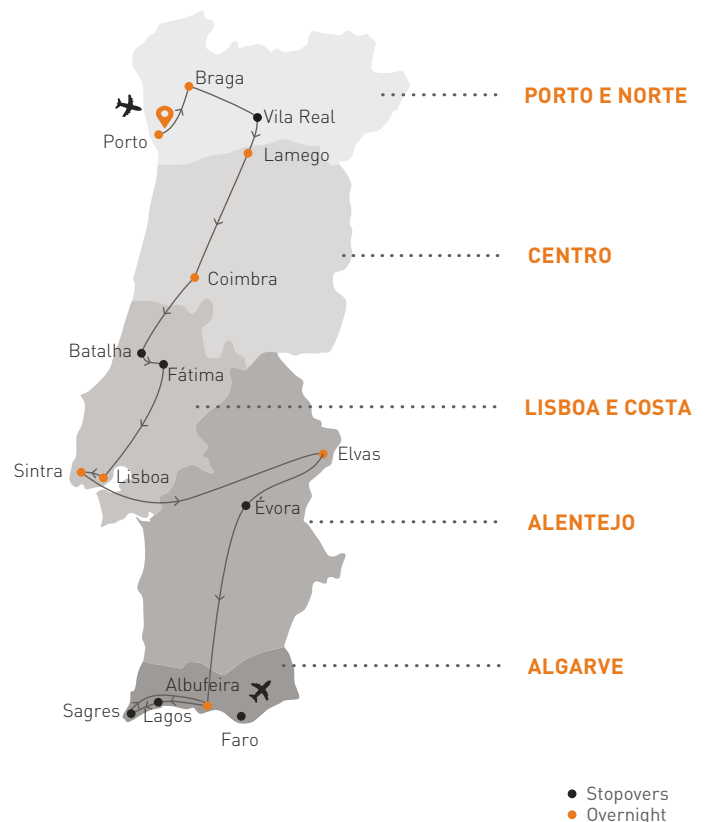 Braga
PORTO E NORTE
Vila Real
Porto
Lamego
CENTRO
Coimbra
Batalha
Fátima
LISBOA E COSTA
Elvas
Sintra
Lisboa
Évora
ALENTEJO
ALGARVE
Albufeira
Sagres
Lagos
Faro
Stopovers
Overnight